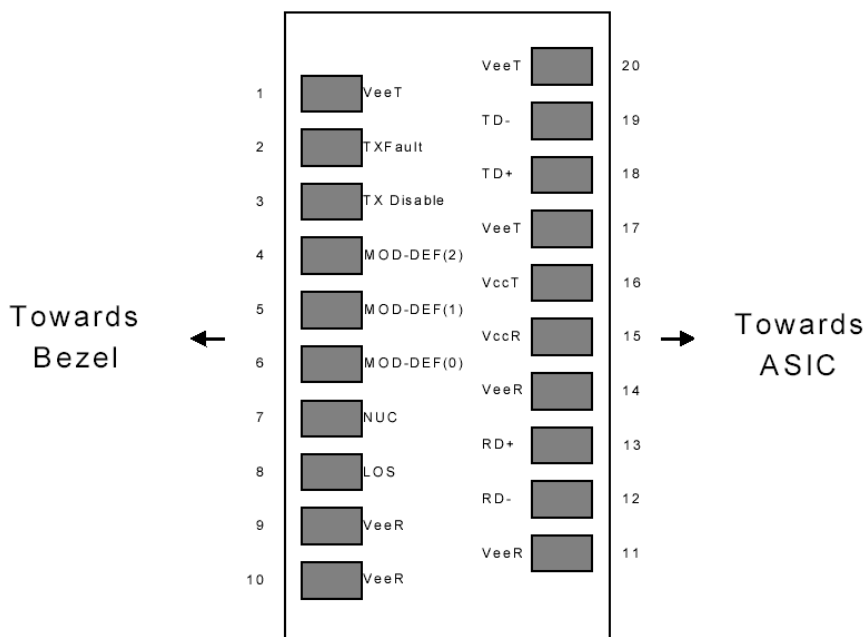 VeeT 20
1 VeeT
TD- 19
2 TXFault
TD+ 18
3 TX Disable
VeeT 17
4 MOD-DEF(2)
VccT 16
5 MOD-DEF(1)
Towards
Bezel
VccR 15
Towards
ASIC
6 MOD-DEF(0)
VeeR 14
7 NUC
RD+ 13
8 LOS
RD- 12
9 VeeR
VeeR 11
10 VeeR